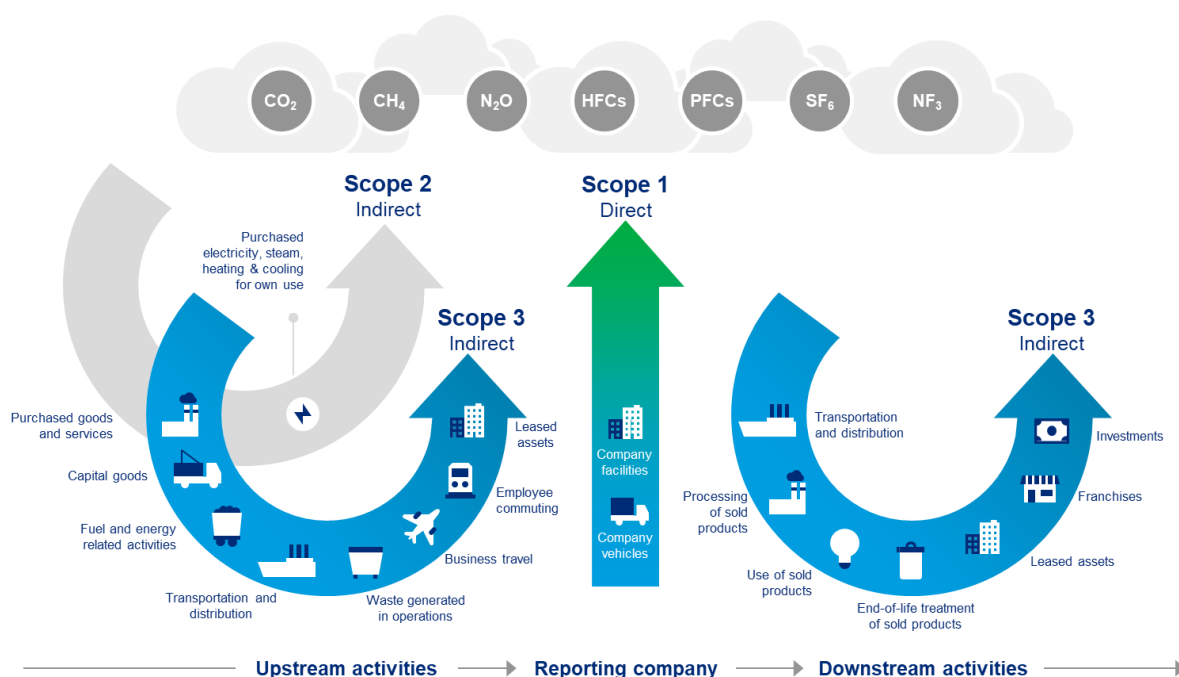 CO₂
CH₄
N₂O
HFCs
PFCs
SF₆
NF₃
Scope 2
Indirect
Purchased
electricity, steam,
heating & cooling
for own use
Scope 1
Direct
Scope 3
Indirect
Scope 3
Indirect
Purchased goods
and services
Capital goods
Fuel and energy
related activities
Transportation and
distribution
Waste generated
in operations
Business travel
Employee
commuting
Leased
assets
Company
facilities
Company
vehicles
Transportation
and distribution
Processing
of sold
products
Use of sold
products
End-of-life treatment
of sold products
Leased assets
Franchises
Investments
Upstream activities
Reporting company
Downstream activities